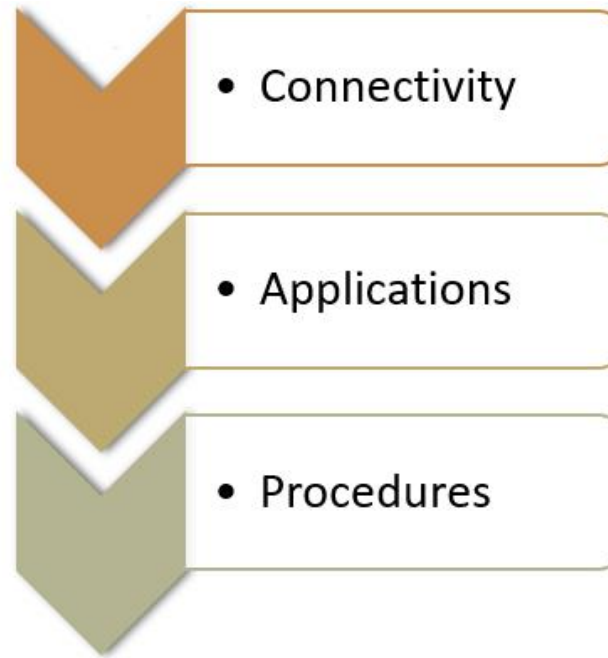 • Connectivity
• Applications
• Procedures